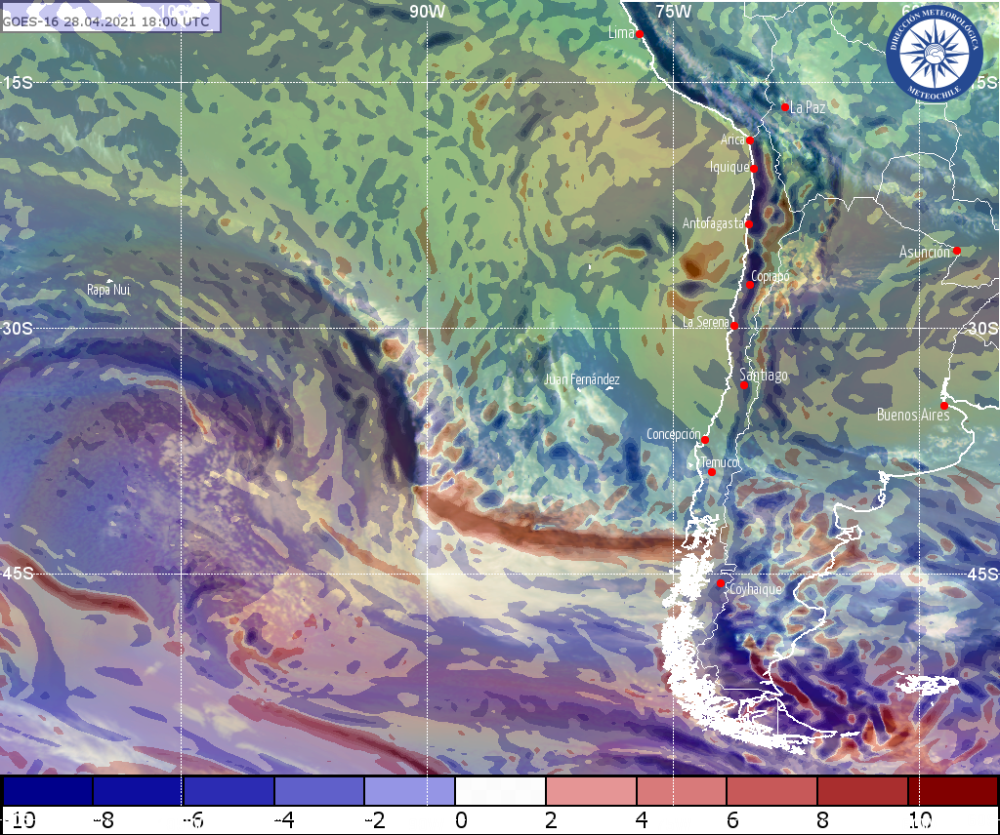 GOES-16 28.04.2021 18:00 UTC
90W
75W
DIRECCIÓN METEOROLÓGICA
METEOCHILE
Lima
15S
5S
La Paz
Arica
Iquique
Antofagasta
Asunción
Copiapo
Rapa Nui
30S
30S
La Serena
Juan Fernández
Santiago
Buenos Aires
Concepción
Temuco
45S
45S
Coyhaique
-10 -8 -6 -4 -2 0 2 4 6 8 10